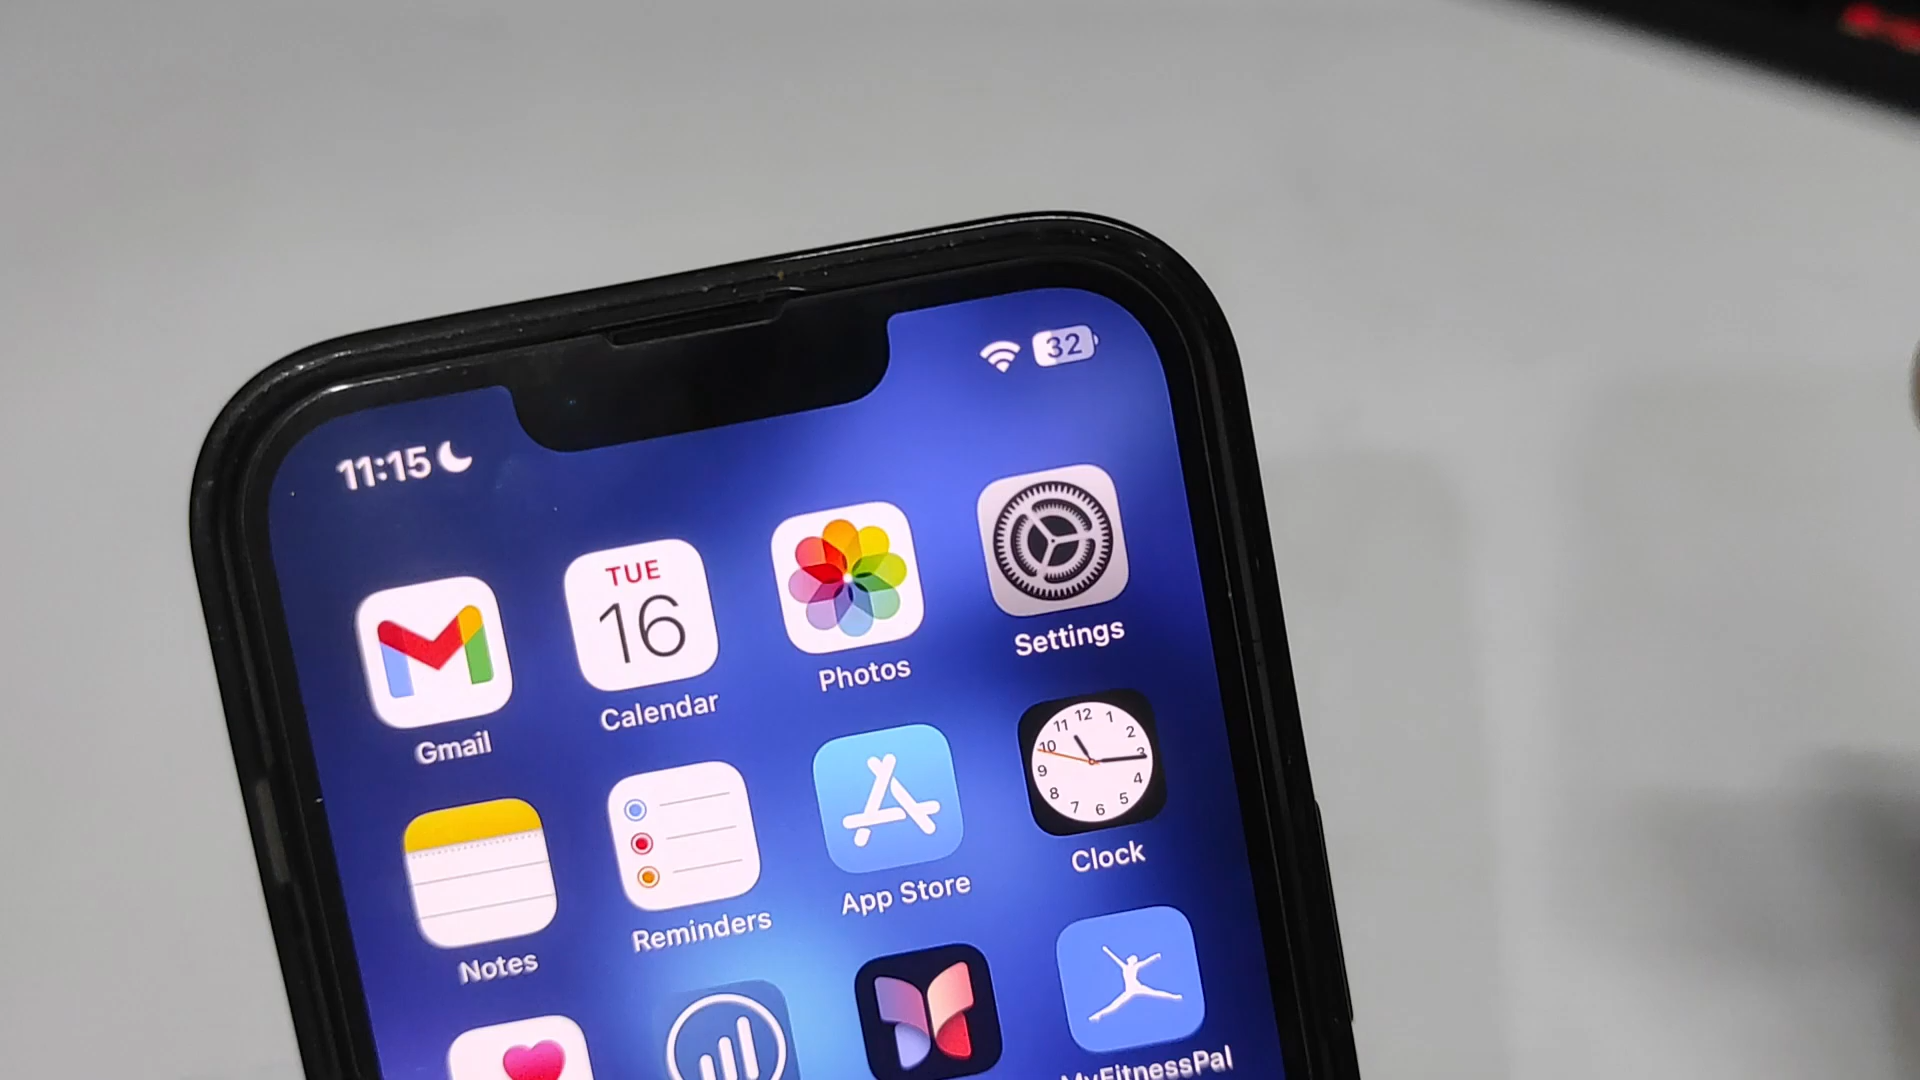 11:15
32
TUE
16
Gmail
Calendar
Photos
Settings
12
1
2
3
4
5
6
7
8
9
10
11
Notes
Reminders
App Store
Clock
MyFitnessPal